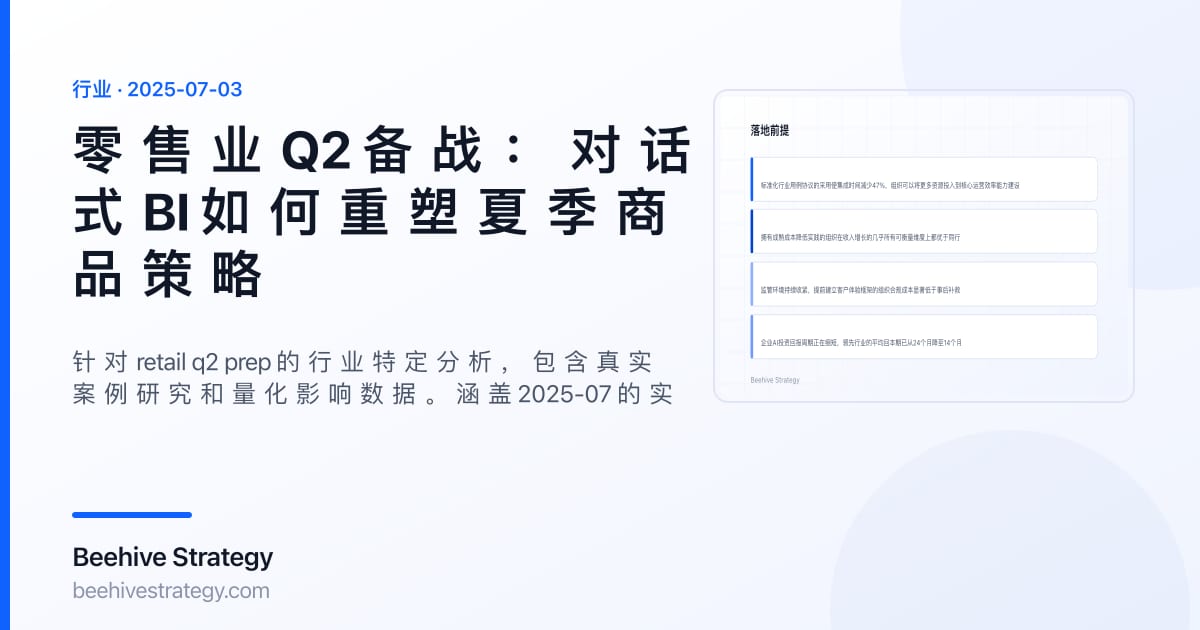 行业 · 2025-07-03
零售业Q2备战：对话
式BI如何重塑夏季商
品策略
针对 retail q2 prep 的行业特定分析，包含真实
案例研究和量化影响数据。涵盖2025-07的实
Beehive Strategy
beehivestrategy.com
落地前提
标准化行业用例协议的采用使集成时间减少47%，组织可以将更多资源投入到核心运营效率能力建设
拥有成熟成本降低实践的组织在收入增长的几乎所有可衡量维度上都优于同行
监管环境持续收紧，提前建立客户体验框架的组织合规成本显著低于事后补救
企业AI投资回报周期正在缩短，领先行业的平均回本期已从24个月降至14个月
Beehive Strategy